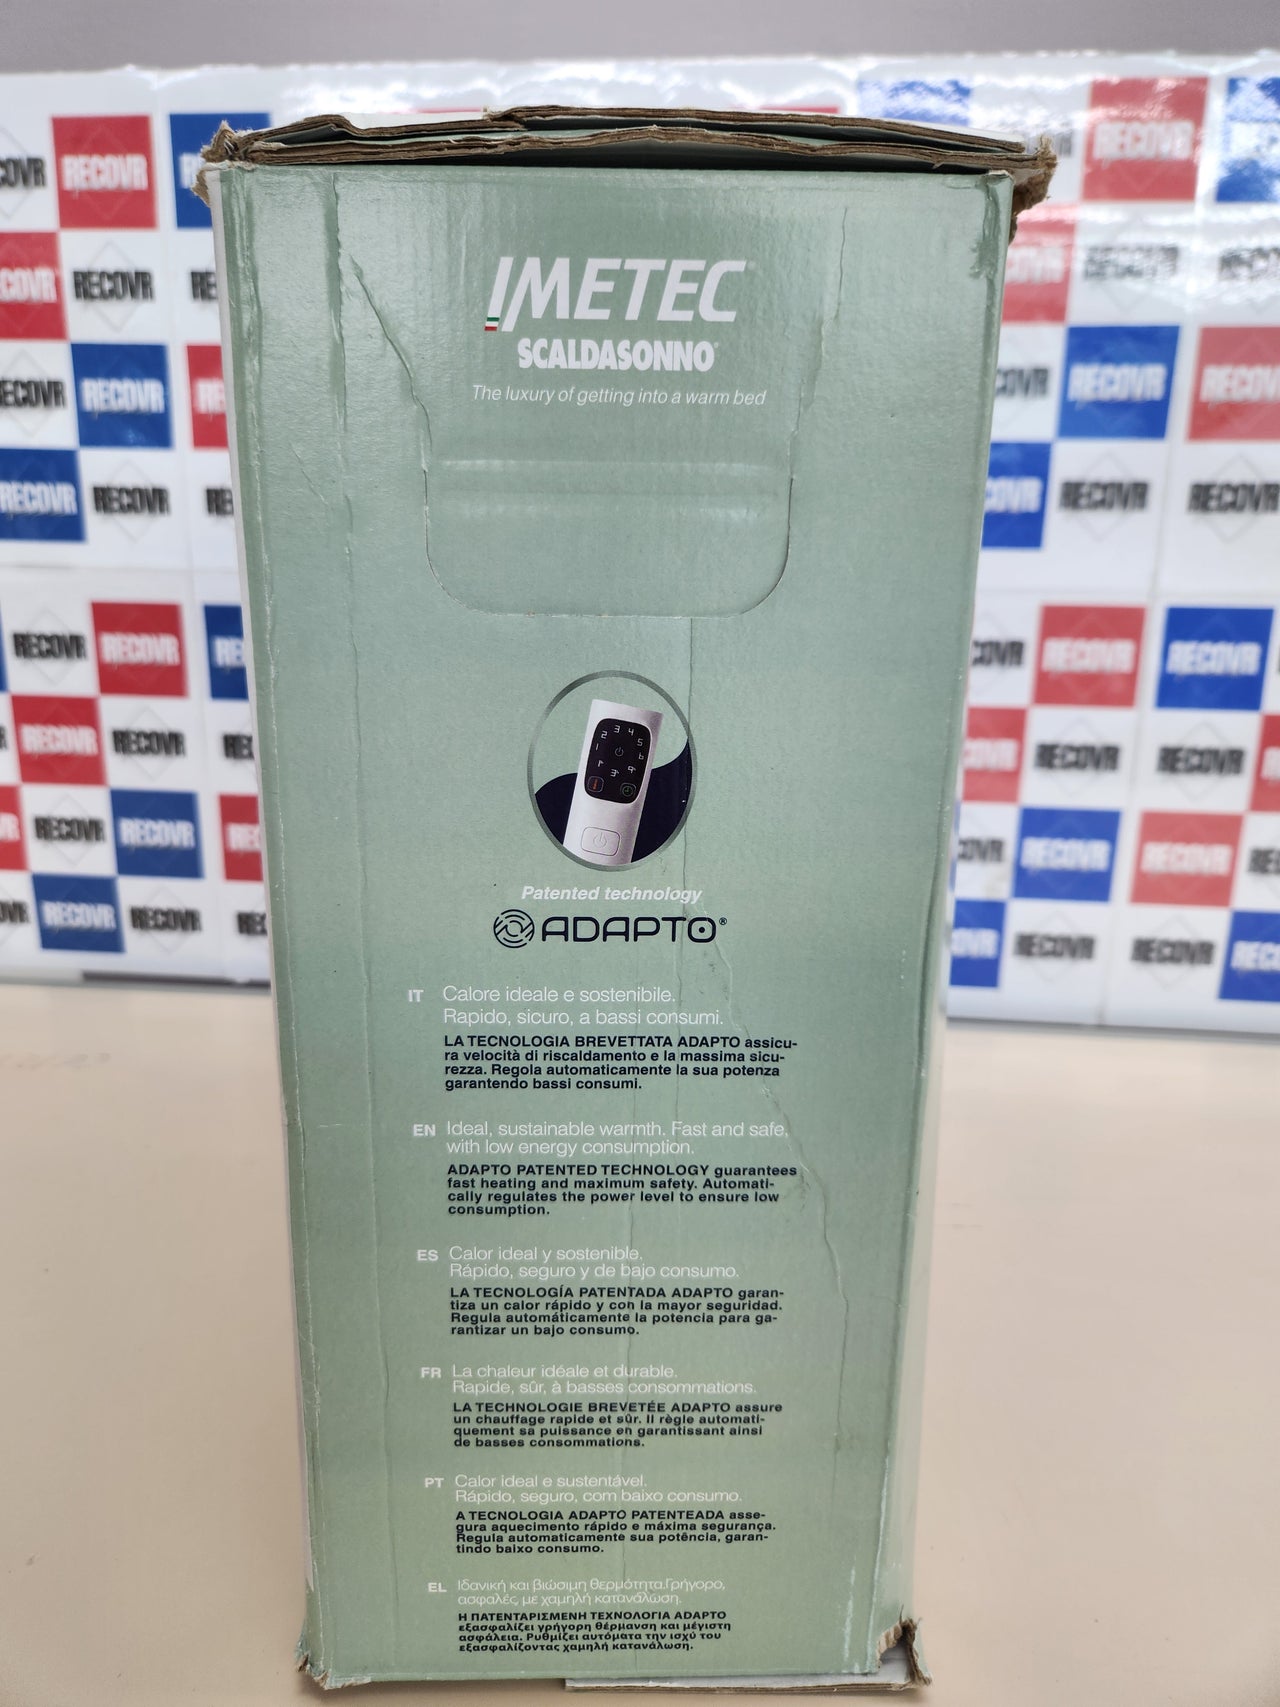 IMETEC
SCALDASONNO
The luxury of getting into a warm bed
Patented technology
ADAPTO®
IT Calore ideale e sostenibile.
Rapido, sicuro, a bassi consumi.
LA TECNOLOGIA BREVETTATA ADAPTO assicu-
ra velocità di riscaldamento e la massima sicu-
rezza. Regola automaticamente la sua potenza
garantendo bassi consumi.
EN Ideal, sustainable warmth. Fast and safe,
with low energy consumption.
ADAPTO PATENTED TECHNOLOGY guarantees
fast heating and maximum safety. Automati-
cally regulates the power level to ensure low
consumption.
ES Calor ideal y sostenible.
Rápido, seguro y de bajo consumo.
LA TECNOLOGÍA PATENTADA ADAPTO garan-
tiza un calor rápido y con la mayor seguridad.
Regula automáticamente la potencia para ga-
rantizar un bajo consumo.
FR La chaleur idéale et durable.
Rapide, sûr, à basses consommations.
LA TECHNOLOGIE BREVETÉE ADAPTO assure
un chauffage rapide et sûr. Il règle automati-
quement sa puissance en garantissant ainsi
de basses consommations.
PT Calor ideal e sustentável.
Rápido, seguro, com baixo consumo.
A TECNOLOGIA ADAPTO PATENTEADA asse-
gura aquecimento rápido e máxima segurança.
Regula automaticamente sua potência, garan-
tindo baixo consumo.
EL Ιδανική και βιώσιμη θερμότητα.Γρήγορο,
ασφαλές, με χαμηλή κατανάλωση.
Η ΠΑΤΕΝΤΑΡΙΣΜΕΝΗ ΤΕΧΝΟΛΟΓΙΑ ADAPTO
εξασφαλίζει γρήγορη θέρμανση και μέγιστη
ασφάλεια. Ρυθμίζει αυτόματα την ισχύ του
εξασφαλίζοντας χαμηλή κατανάλωση.
RECOVR